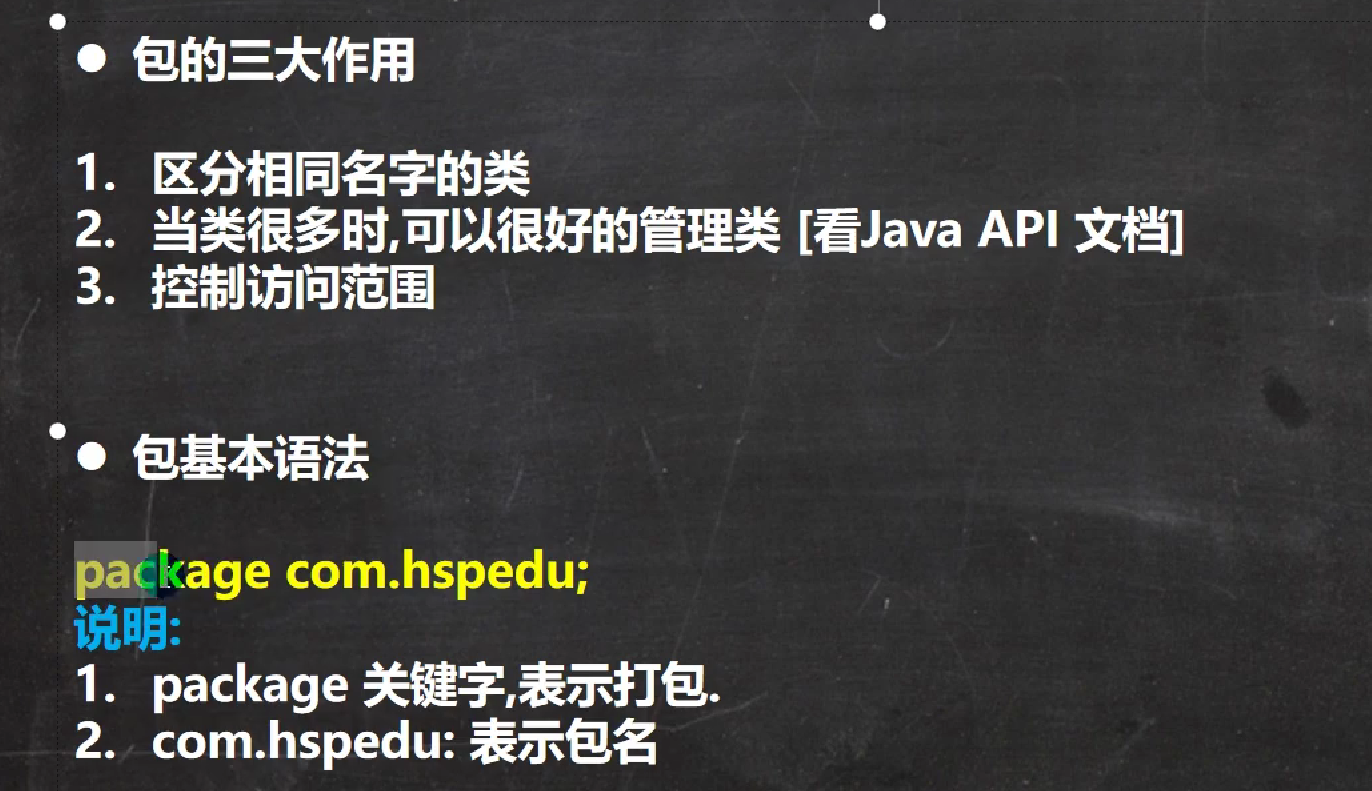 ● 包的三大作用
1. 区分相同名字的类
2. 当类很多时,可以很好的管理类 [看Java API 文档]
3. 控制访问范围
● 包基本语法
package com.hspedu;
说明:
1. package 关键字,表示打包.
2. com.hspedu: 表示包名